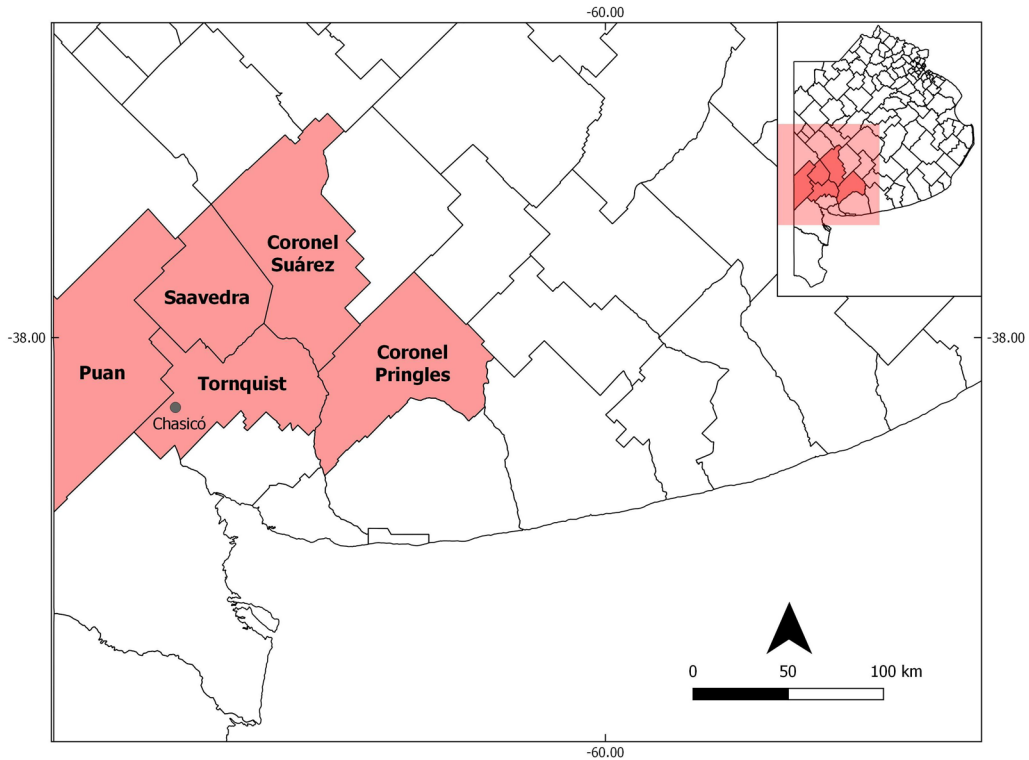 -60.00
Coronel
Suárez
Saavedra
-38.00
-38.00
Coronel
Pringles
Puan
Tornquist
Chasicó
0
50
100 km
-60.00